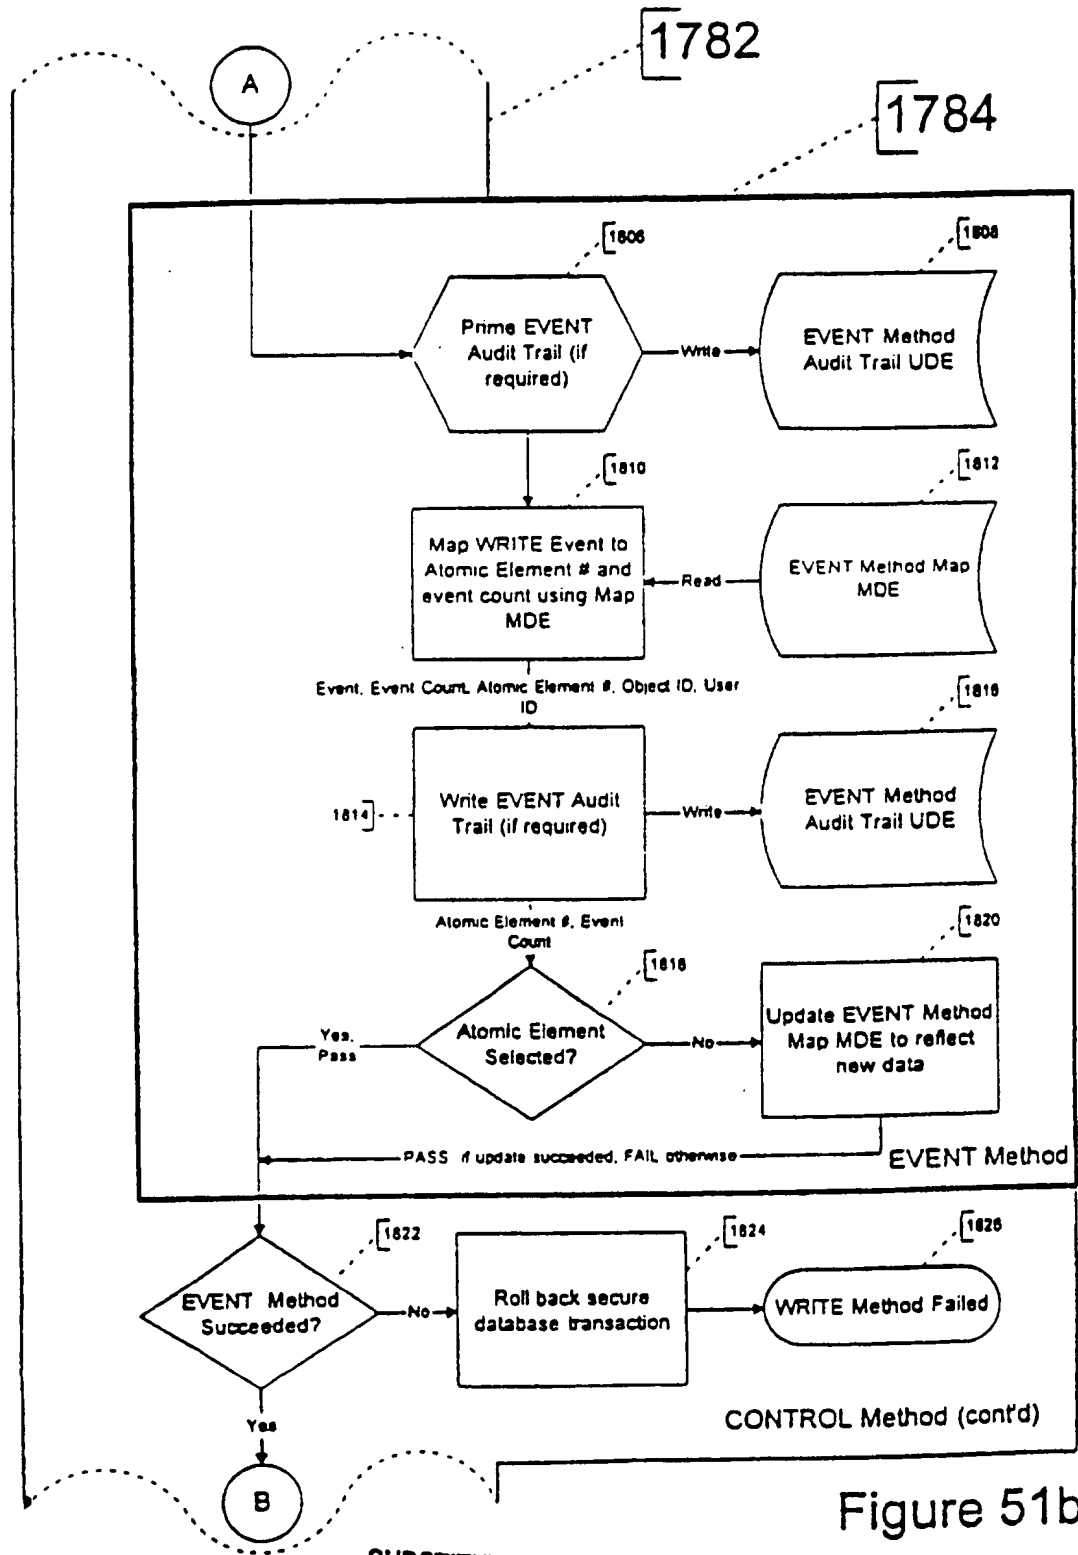 1782
A
1784
1806
1808
Prime EVENT
Audit Trail (if
required)
Write
EVENT Method
Audit Trail UDE
1810
1812
Map WRITE Event to
Atomic Element # and
event count using Map
MDE
Read
EVENT Method Map
MDE
Event, Event Count, Atomic Element #, Object ID, User
ID
1816
1814
Write EVENT Audit
Trail (if required)
Write
EVENT Method
Audit Trail UDE
Atomic Element #, Event
Count
1818
1820
Yes,
Pass
Atomic Element
Selected?
No
Update EVENT Method
Map MDE to reflect
new data
PASS if update succeeded, FAIL otherwise
EVENT Method
1822
1824
1826
EVENT Method
Succeeded?
No
Roll back secure
database transaction
WRITE Method Failed
Yes
CONTROL Method (cont'd)
B
Figure 51b